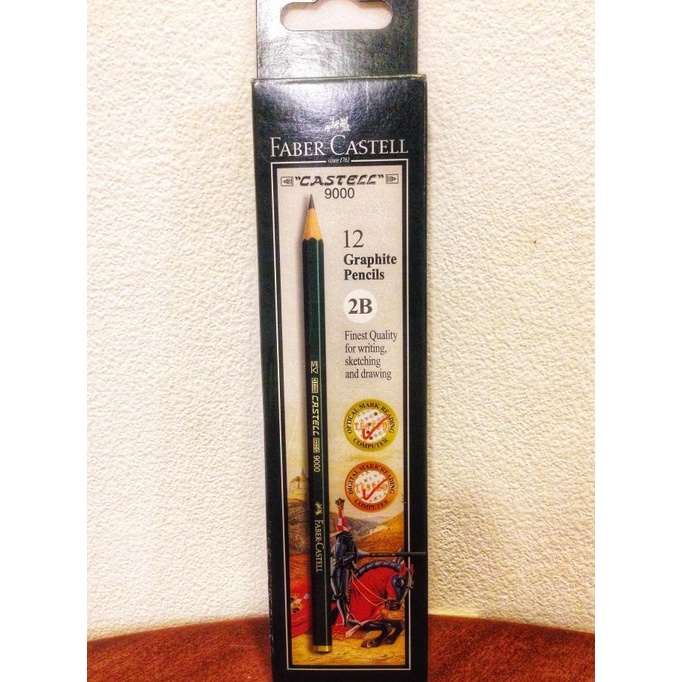 FABER-CASTELL
since 1761
"CASTELL"
9000
12
Graphite
Pencils
2B
Finest Quality
for writing,
sketching
and drawing
OPTICAL MARK READING
COMPUTER
DIGITAL MARK READING
COMPUTER
CASTELL 9000
FABER-CASTELL